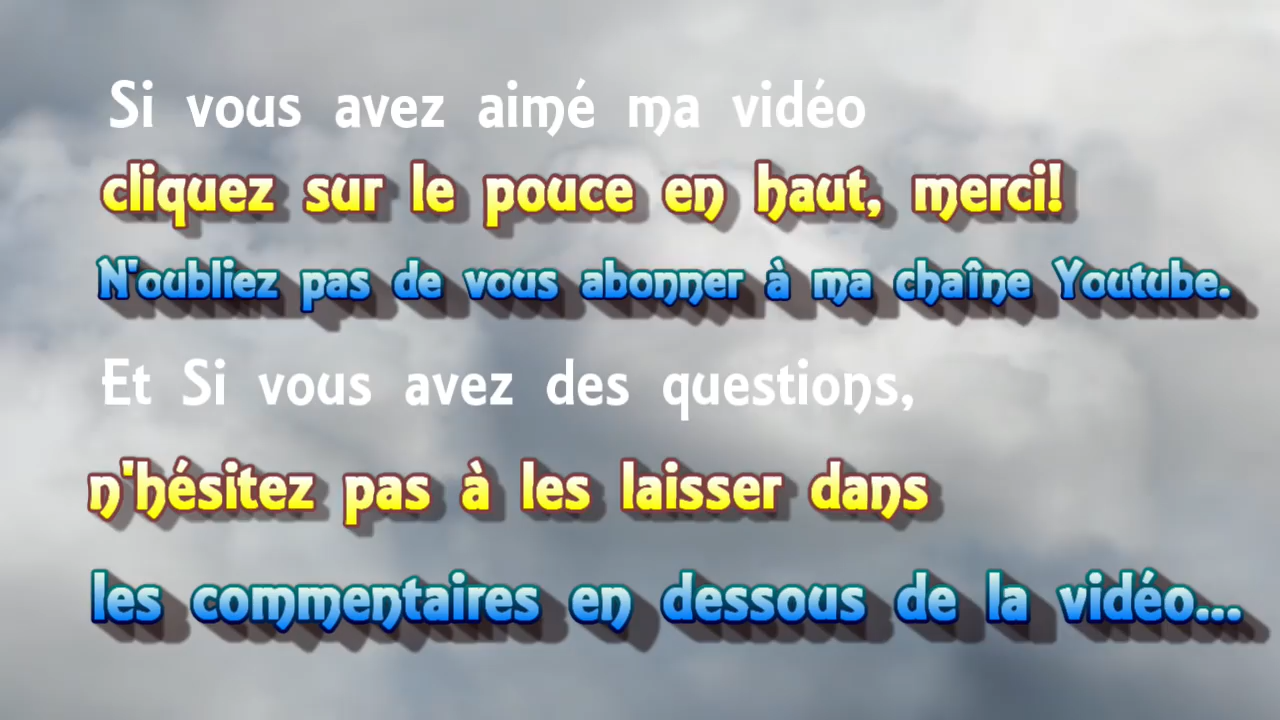 Si vous avez aimé ma vidéo
cliquez sur le pouce en haut, merci!
N'oubliez pas de vous abonner à ma chaîne Youtube.
Et Si vous avez des questions,
n'hésitez pas à les laisser dans
les commentaires en dessous de la vidéo...